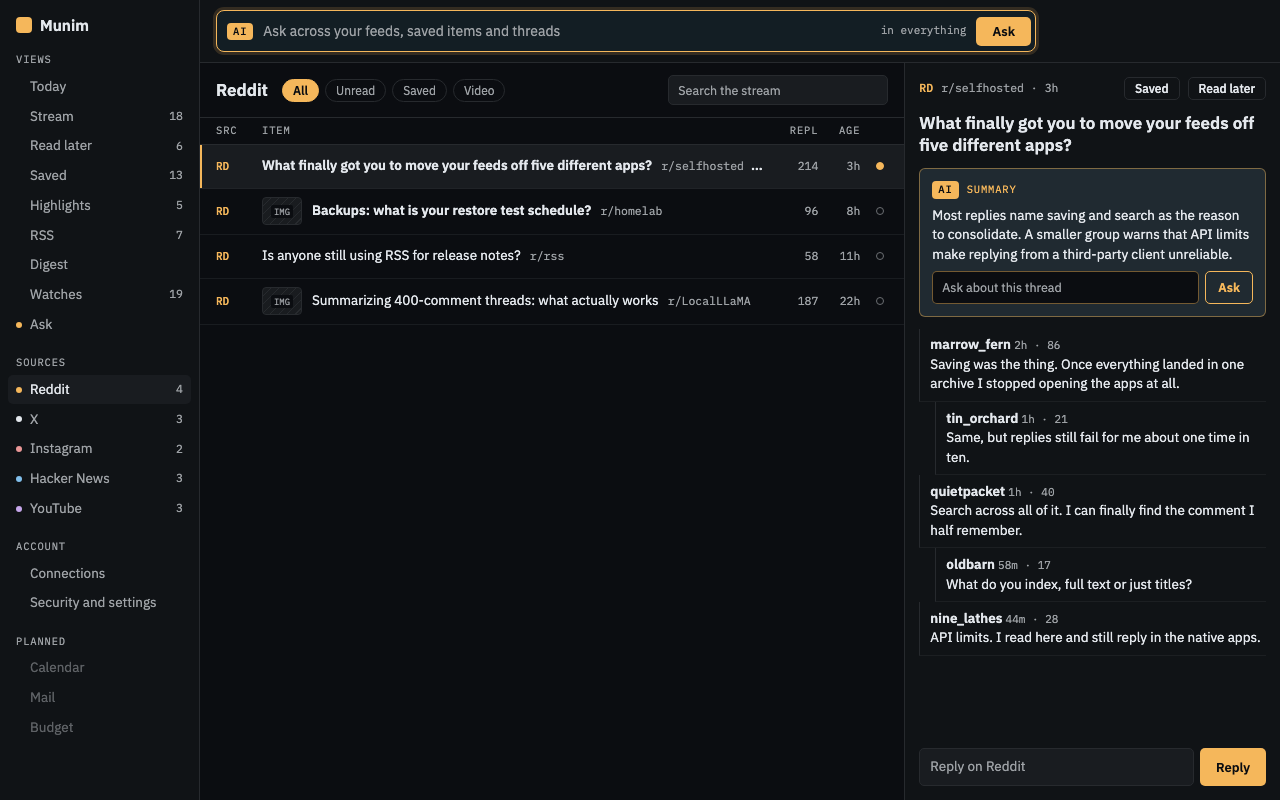 Munim
VIEWS
Today
Stream 18
Read later 6
Saved 13
Highlights 5
RSS 7
Digest
Watches 19
Ask
SOURCES
Reddit 4
X 3
Instagram 2
Hacker News 3
YouTube 3
ACCOUNT
Connections
Security and settings
PLANNED
Calendar
Mail
Budget
AI Ask across your feeds, saved items and threads in everything Ask
Reddit All Unread Saved Video Search the stream
SRC ITEM REPL AGE
RD What finally got you to move your feeds off five different apps? r/selfhosted ... 214 3h
RD IMG Backups: what is your restore test schedule? r/homelab 96 8h
RD Is anyone still using RSS for release notes? r/rss 58 11h
RD IMG Summarizing 400-comment threads: what actually works r/LocalLLaMA 187 22h
RD r/selfhosted · 3h Saved Read later
What finally got you to move your feeds off
five different apps?
AI SUMMARY
Most replies name saving and search as the reason
to consolidate. A smaller group warns that API limits
make replying from a third-party client unreliable.
Ask about this thread Ask
marrow_fern 2h · 86
Saving was the thing. Once everything landed in one
archive I stopped opening the apps at all.
tin_orchard 1h · 21
Same, but replies still fail for me about one time in
ten.
quietpacket 1h · 40
Search across all of it. I can finally find the comment I
half remember.
oldbarn 58m · 17
What do you index, full text or just titles?
nine_lathes 44m · 28
API limits. I read here and still reply in the native apps.
Reply on Reddit Reply